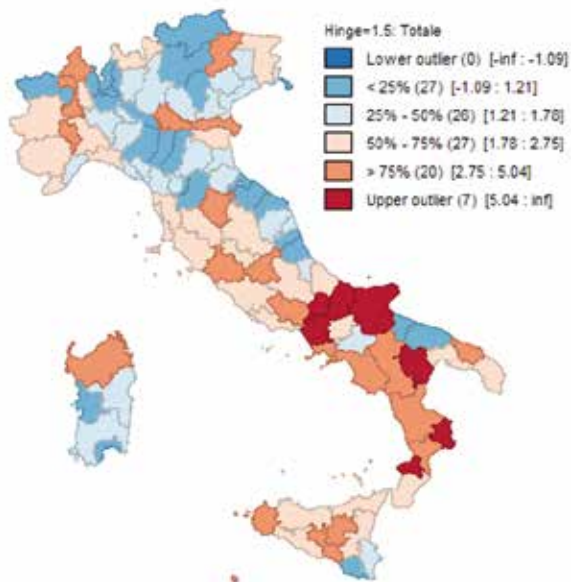 Hinge=1.5: Totale
Lower outlier (0) [-inf : -1.09]
< 25% (27) [-1.09 : 1.21]
25% - 50% (26) [1.21 : 1.78]
50% - 75% (27) [1.78 : 2.75]
> 75% (20) [2.75 : 5.04]
Upper outlier (7) [5.04 : inf]